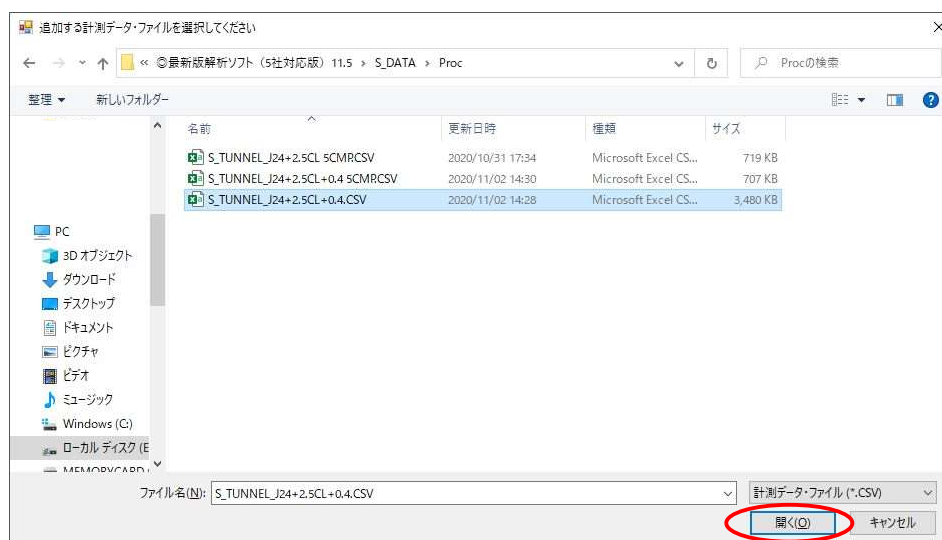 追加する計測データ・ファイルを選択してください
« ◎最新版解析ソフト（5社対応版）11.5 › S_DATA › Proc
Procの検索
整理 新しいフォルダー
名前 更新日時 種類 サイズ
S_TUNNEL_J24+2.5CL 5CMP.CSV 2020/10/31 17:34 Microsoft Excel CS... 719 KB
S_TUNNEL_J24+2.5CL+0.4 5CMP.CSV 2020/11/02 14:30 Microsoft Excel CS... 707 KB
S_TUNNEL_J24+2.5CL+0.4.CSV 2020/11/02 14:28 Microsoft Excel CS... 3,480 KB
PC
3D オブジェクト
ダウンロード
デスクトップ
ドキュメント
ピクチャ
ビデオ
ミュージック
Windows (C:)
ローカル ディスク (E
MEMORYCARD
ファイル名(N): S_TUNNEL_J24+2.5CL+0.4.CSV 計測データ・ファイル (*.CSV)
開く(O) キャンセル